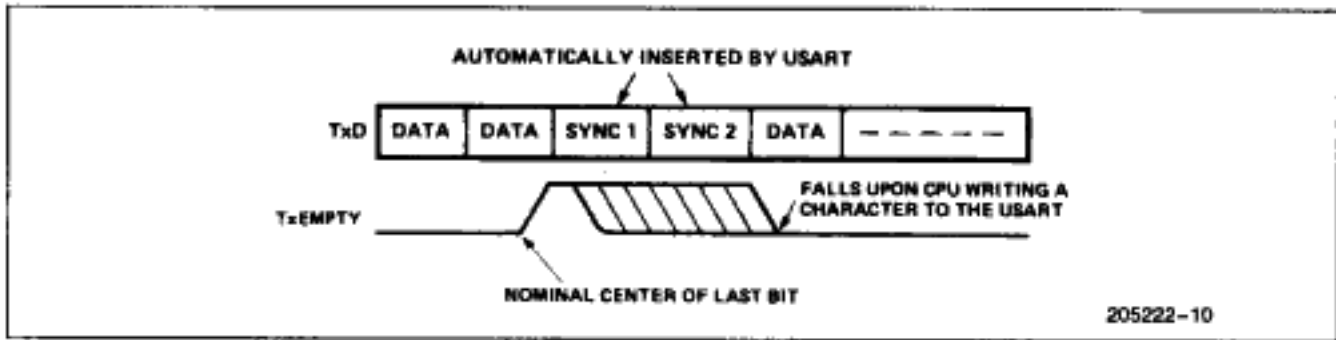 AUTOMATICALLY INSERTED BY USART
TxD DATA DATA SYNC 1 SYNC 2 DATA
TxEMPTY
FALLS UPON CPU WRITING A
CHARACTER TO THE USART
NOMINAL CENTER OF LAST BIT
205222-10